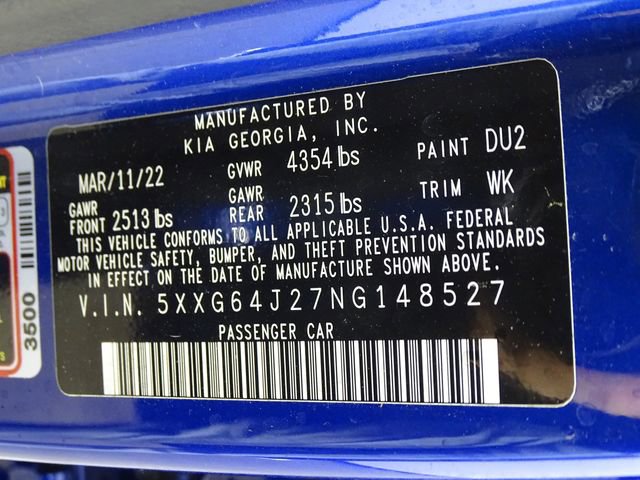 MANUFACTURED BY
KIA GEORGIA, INC.
MAR/11/22 GVWR 4354 lbs PAINT DU2
GAWR FRONT 2513 lbs GAWR REAR 2315 lbs TRIM WK
THIS VEHICLE CONFORMS TO ALL APPLICABLE U.S.A. FEDERAL
MOTOR VEHICLE SAFETY, BUMPER, AND THEFT PREVENTION STANDARDS
IN EFFECT ON THE DATE OF MANUFACTURE SHOWN ABOVE.
V.I.N. 5XXG64J27NG148527
PASSENGER CAR
3500